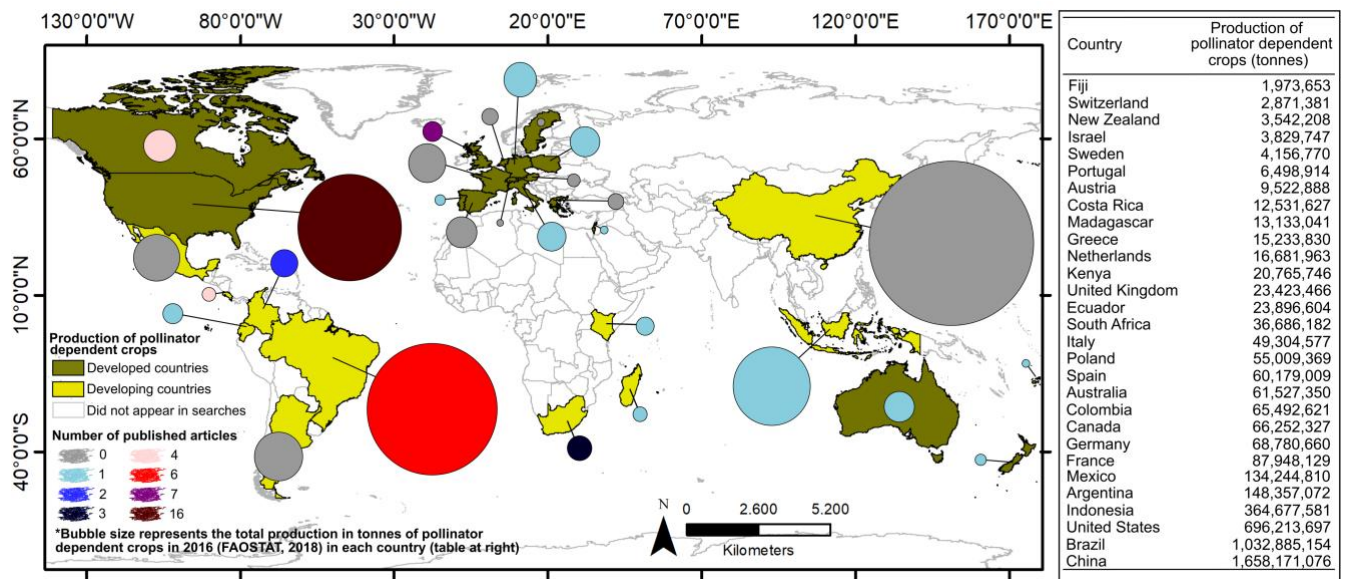 130°0'0"W 80°0'0"W 30°0'0"W 20°0'0"E 70°0'0"E 120°0'0"E 170°0'0"E
60°0'0"N
10°0'0"N
40°0'0"S
Production of pollinator
dependent crops
Developed countries
Developing countries
Did not appear in searches
Number of published articles
0 4
1 6
2 7
3 16
*Bubble size represents the total production in tonnes of pollinator
dependent crops in 2016 (FAOSTAT, 2018) in each country (table at right)
N
0 2.600 5.200
Kilometers
Country Production of
pollinator dependent
crops (tonnes)
Fiji 1,973,653
Switzerland 2,871,381
New Zealand 3,542,208
Israel 3,829,747
Sweden 4,156,770
Portugal 6,498,914
Austria 9,522,888
Costa Rica 12,531,627
Madagascar 13,133,041
Greece 15,233,830
Netherlands 16,681,963
Kenya 20,765,746
United Kingdom 23,423,466
Ecuador 23,896,604
South Africa 36,686,182
Italy 49,304,577
Poland 55,009,369
Spain 60,179,009
Australia 61,527,350
Colombia 65,492,621
Canada 66,252,327
Germany 68,780,660
France 87,948,129
Mexico 134,244,810
Argentina 148,357,072
Indonesia 364,677,581
United States 696,213,697
Brazil 1,032,885,154
China 1,658,171,076